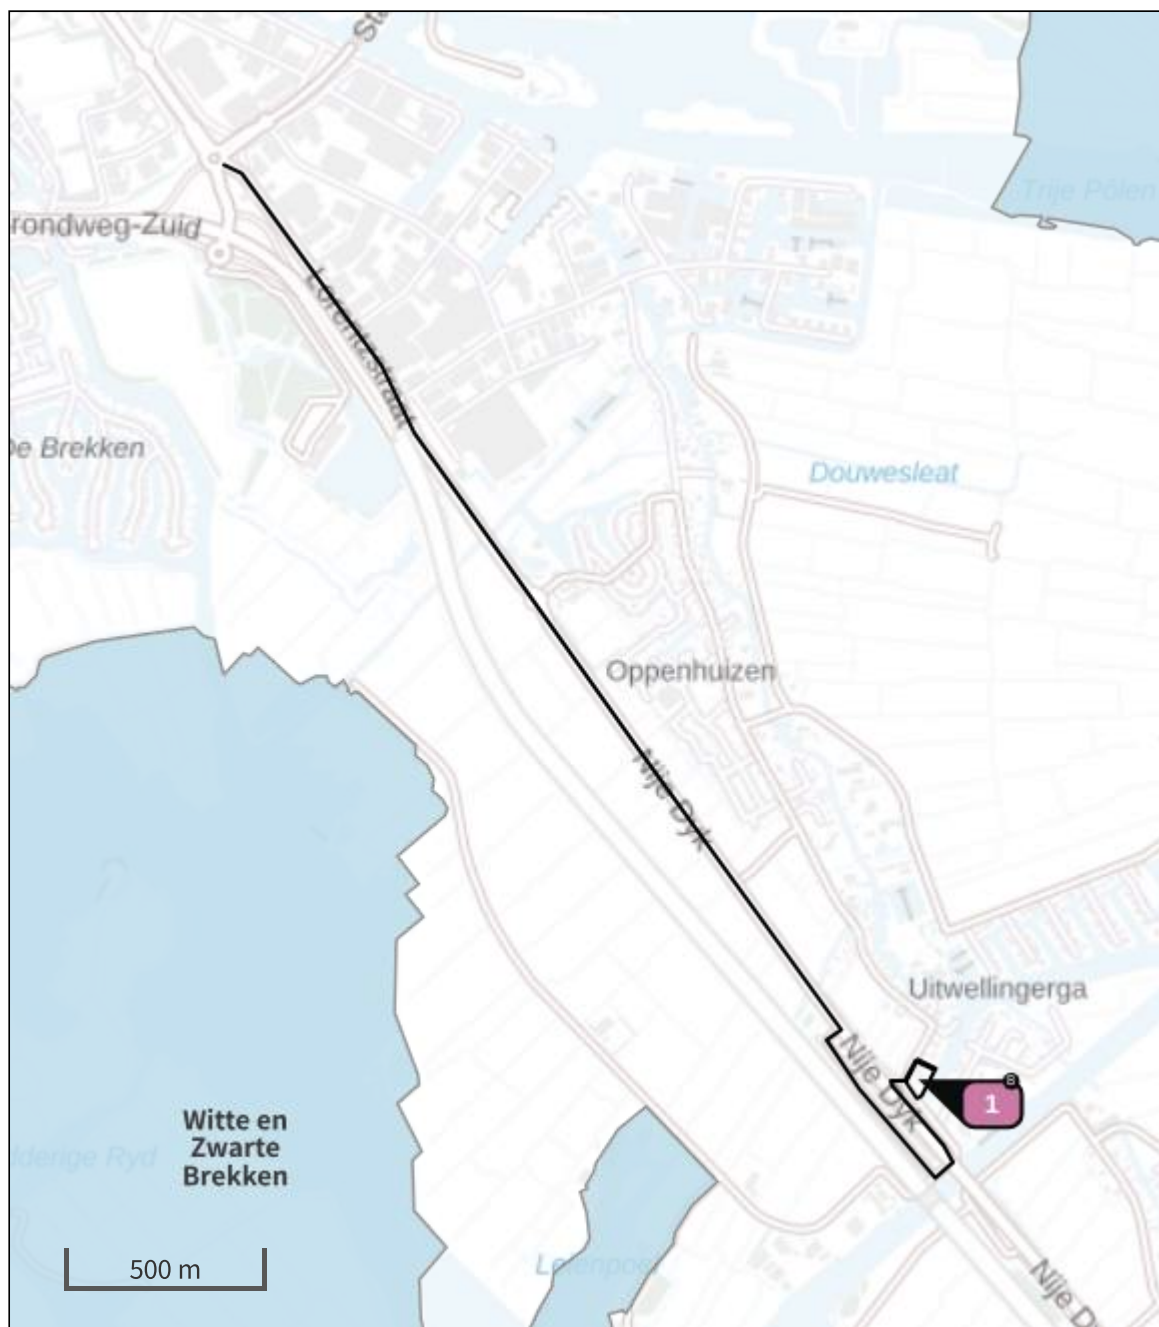 Trije Pôlen
rondweg-Zuid
Lorentzstraat
De Brekken
Douwesleat
Oppenhuizen
Nije Dyk
Uitwellingerga
Nije Dyk
1
Witte en
Zwarte
Brekken
500 m
Nije